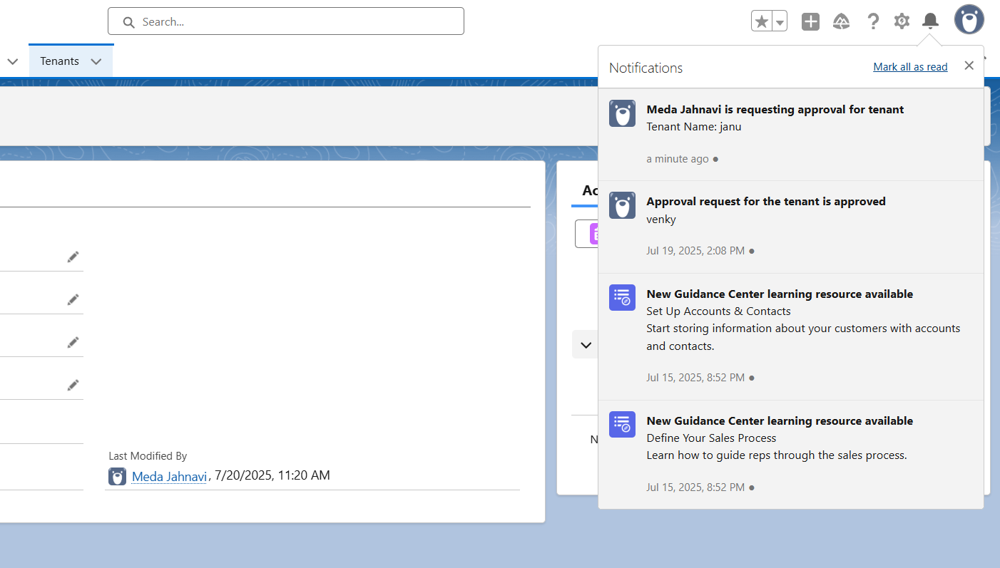 Search...
Tenants
Notifications
Mark all as read
Meda Jahnavi is requesting approval for tenant
Tenant Name: janu
a minute ago
Approval request for the tenant is approved
venky
Jul 19, 2025, 2:08 PM
New Guidance Center learning resource available
Set Up Accounts & Contacts
Start storing information about your customers with accounts
and contacts.
Jul 15, 2025, 8:52 PM
New Guidance Center learning resource available
Define Your Sales Process
Learn how to guide reps through the sales process.
Jul 15, 2025, 8:52 PM
Last Modified By
Meda Jahnavi, 7/20/2025, 11:20 AM